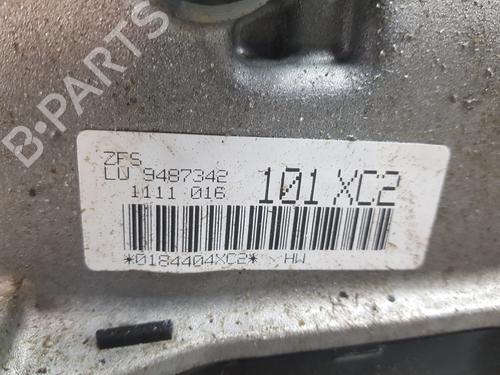 B-PARTS
ZFS
LU 9487342
1111 016
101 XC2
*0184404XC2* HW